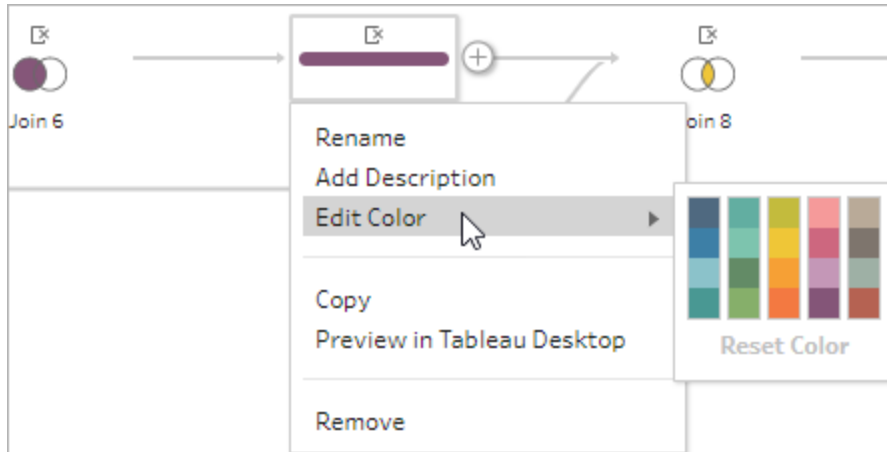 Join 6
oin 8
Rename
Add Description
Edit Color
Copy
Preview in Tableau Desktop
Remove
Reset Color